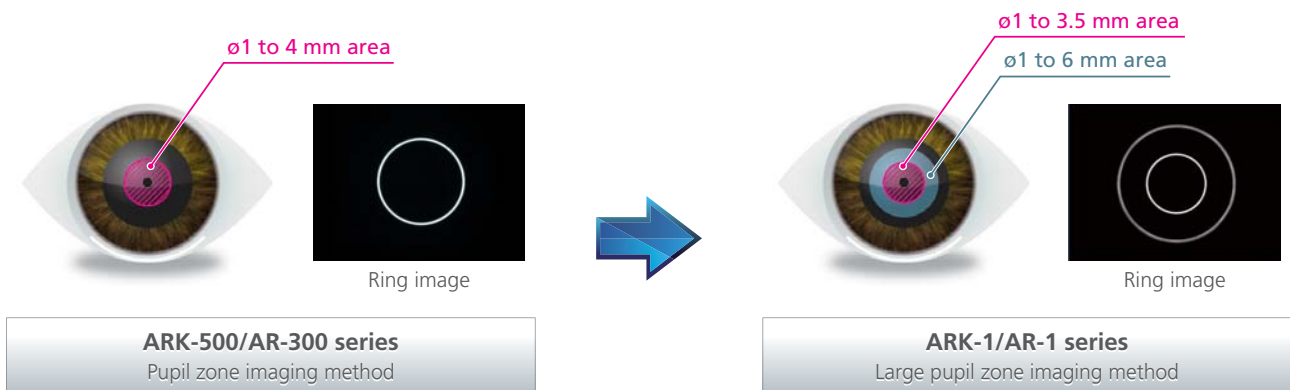 ø1 to 4 mm area
Ring image
ARK-500/AR-300 series
Pupil zone imaging method
ø1 to 3.5 mm area
ø1 to 6 mm area
Ring image
ARK-1/AR-1 series
Large pupil zone imaging method